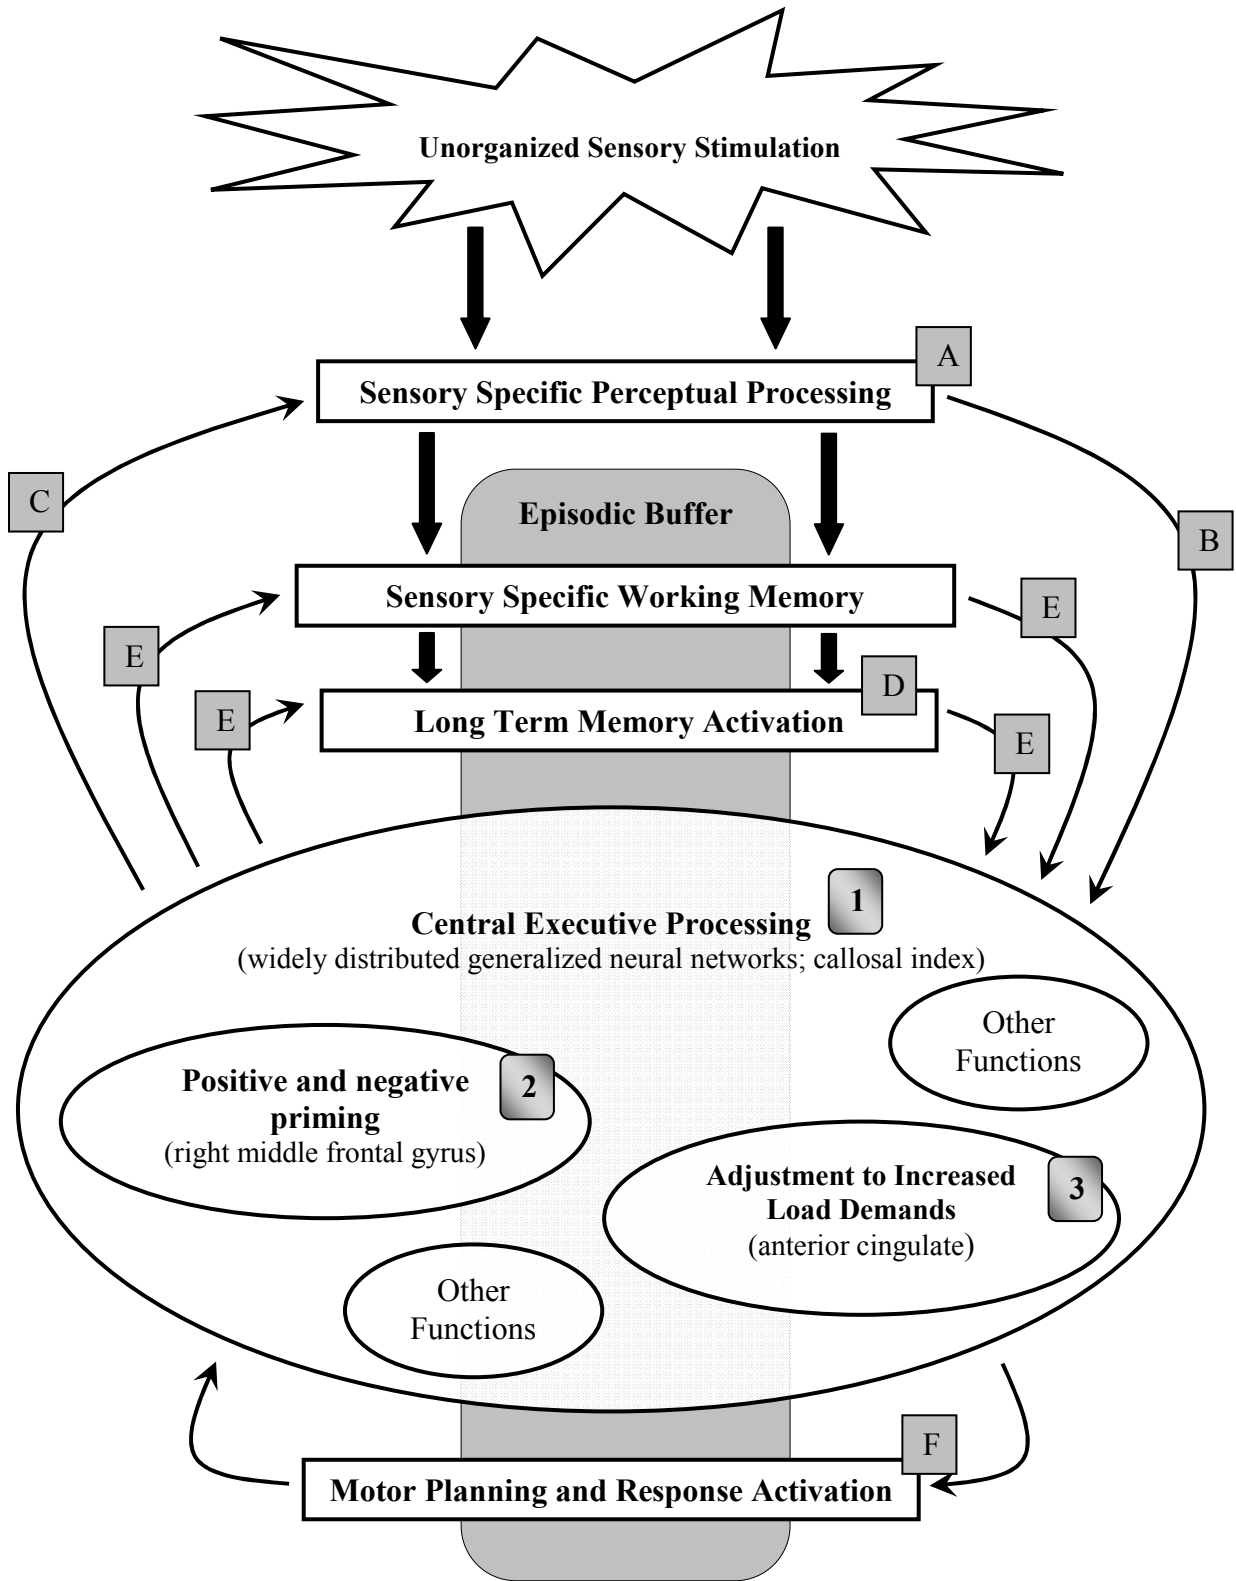 Unorganized Sensory Stimulation
A
Sensory Specific Perceptual Processing
C
Episodic Buffer
B
Sensory Specific Working Memory
E
E
D
E
Long Term Memory Activation
E
1
Central Executive Processing
(widely distributed generalized neural networks; callosal index)
Other
Functions
Positive and negative
priming
(right middle frontal gyrus)
2
Adjustment to Increased
Load Demands
(anterior cingulate)
3
Other
Functions
F
Motor Planning and Response Activation